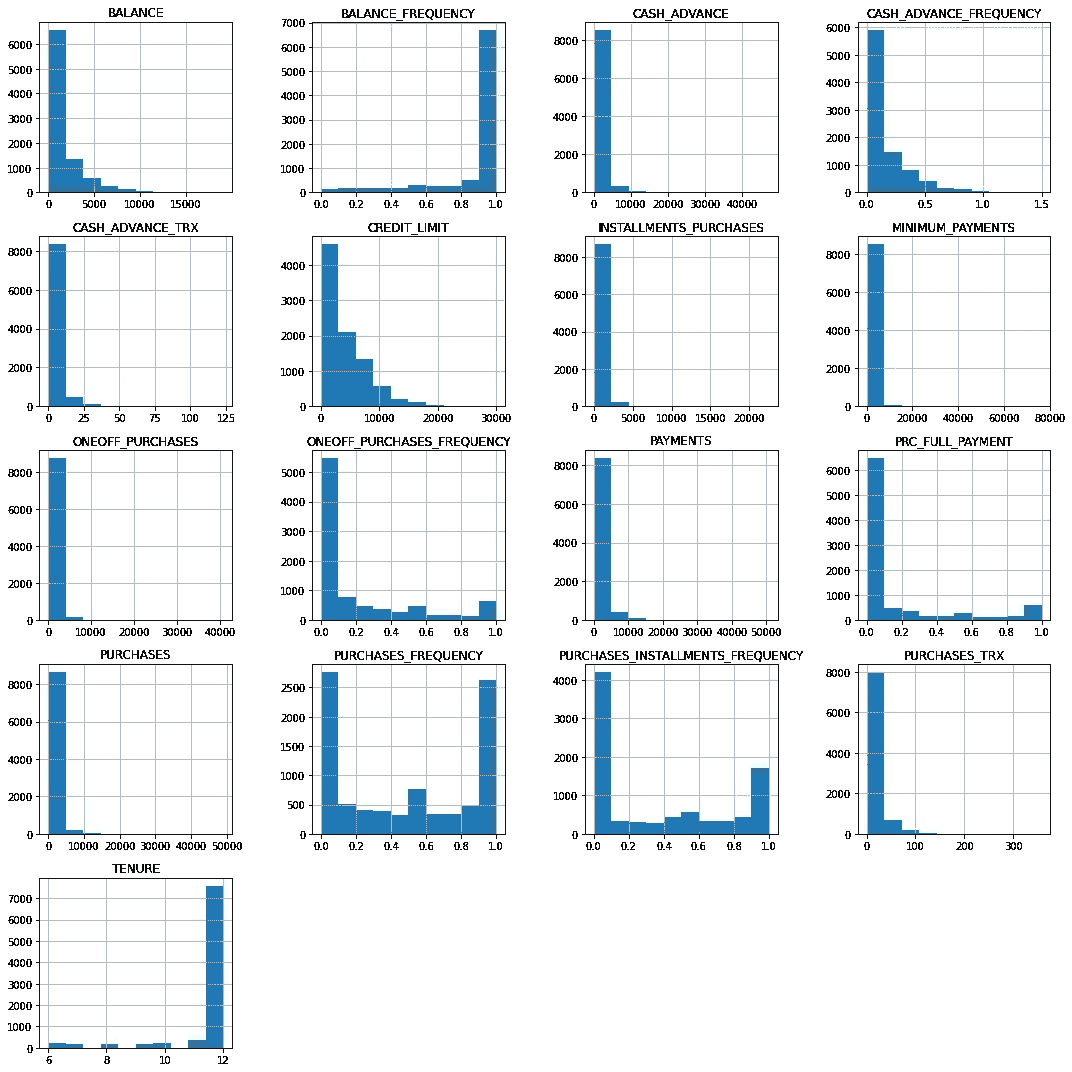 BALANCE
6000
5000
4000
3000
2000
1000
0
0 5000 10000 15000
BALANCE_FREQUENCY
7000
6000
5000
4000
3000
2000
1000
0
0.0 0.2 0.4 0.6 0.8 1.0
CASH_ADVANCE
8000
6000
4000
2000
0
0 10000 20000 30000 40000
CASH_ADVANCE_FREQUENCY
6000
5000
4000
3000
2000
1000
0
0.0 0.5 1.0 1.5
CASH_ADVANCE_TRX
8000
6000
4000
2000
0
0 25 50 75 100 125
CREDIT_LIMIT
4000
3000
2000
1000
0
0 10000 20000 30000
INSTALLMENTS_PURCHASES
8000
6000
4000
2000
0
0 5000 10000 15000 20000
MINIMUM_PAYMENTS
8000
6000
4000
2000
0
0 20000 40000 60000 80000
ONEOFF_PURCHASES
8000
6000
4000
2000
0
0 10000 20000 30000 40000
ONEOFF_PURCHASES_FREQUENCY
5000
4000
3000
2000
1000
0
0.0 0.2 0.4 0.6 0.8 1.0
PAYMENTS
8000
6000
4000
2000
0
0 10000 20000 30000 40000 50000
PRC_FULL_PAYMENT
6000
5000
4000
3000
2000
1000
0
0.0 0.2 0.4 0.6 0.8 1.0
PURCHASES
8000
6000
4000
2000
0
0 10000 20000 30000 40000 50000
PURCHASES_FREQUENCY
2500
2000
1500
1000
500
0
0.0 0.2 0.4 0.6 0.8 1.0
PURCHASES_INSTALLMENTS_FREQUENCY
4000
3000
2000
1000
0
0.0 0.2 0.4 0.6 0.8 1.0
PURCHASES_TRX
8000
6000
4000
2000
0
0 100 200 300
TENURE
7000
6000
5000
4000
3000
2000
1000
0
6 8 10 12